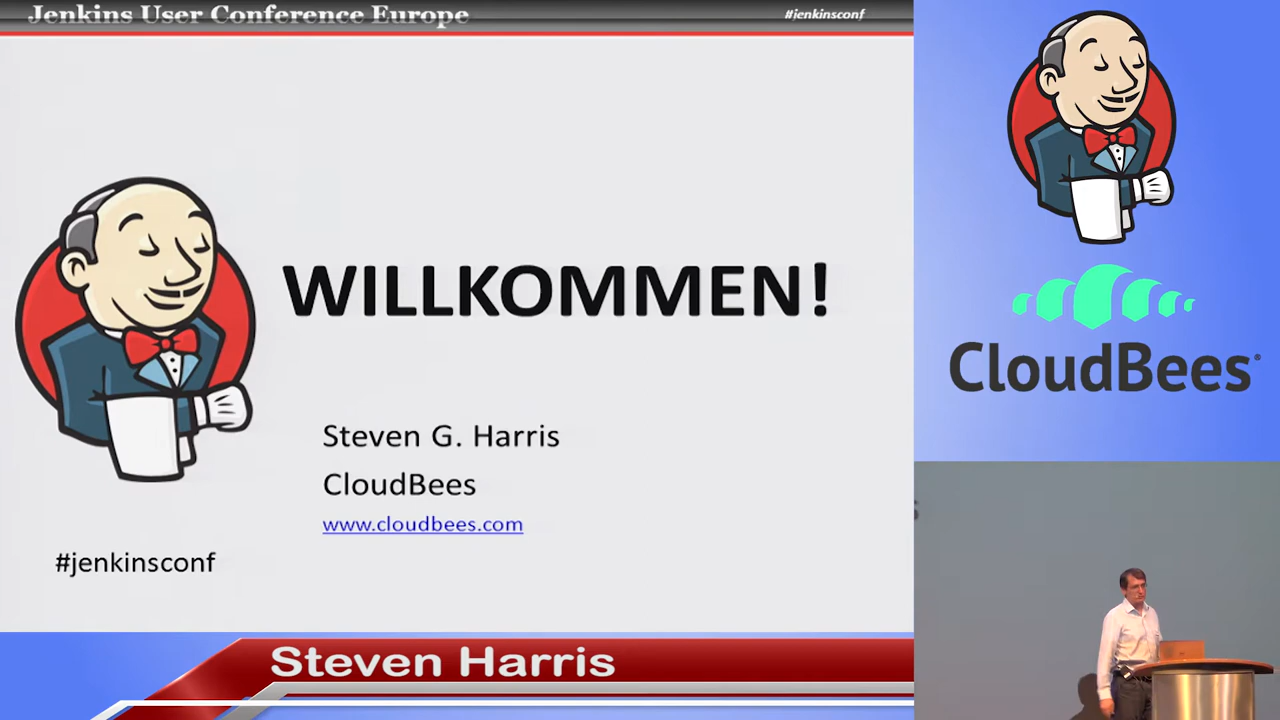 Jenkins User Conference Europe
#jenkinsconf
WILLKOMMEN!
Steven G. Harris
CloudBees
www.cloudbees.com
#jenkinsconf
Steven Harris
CloudBees®